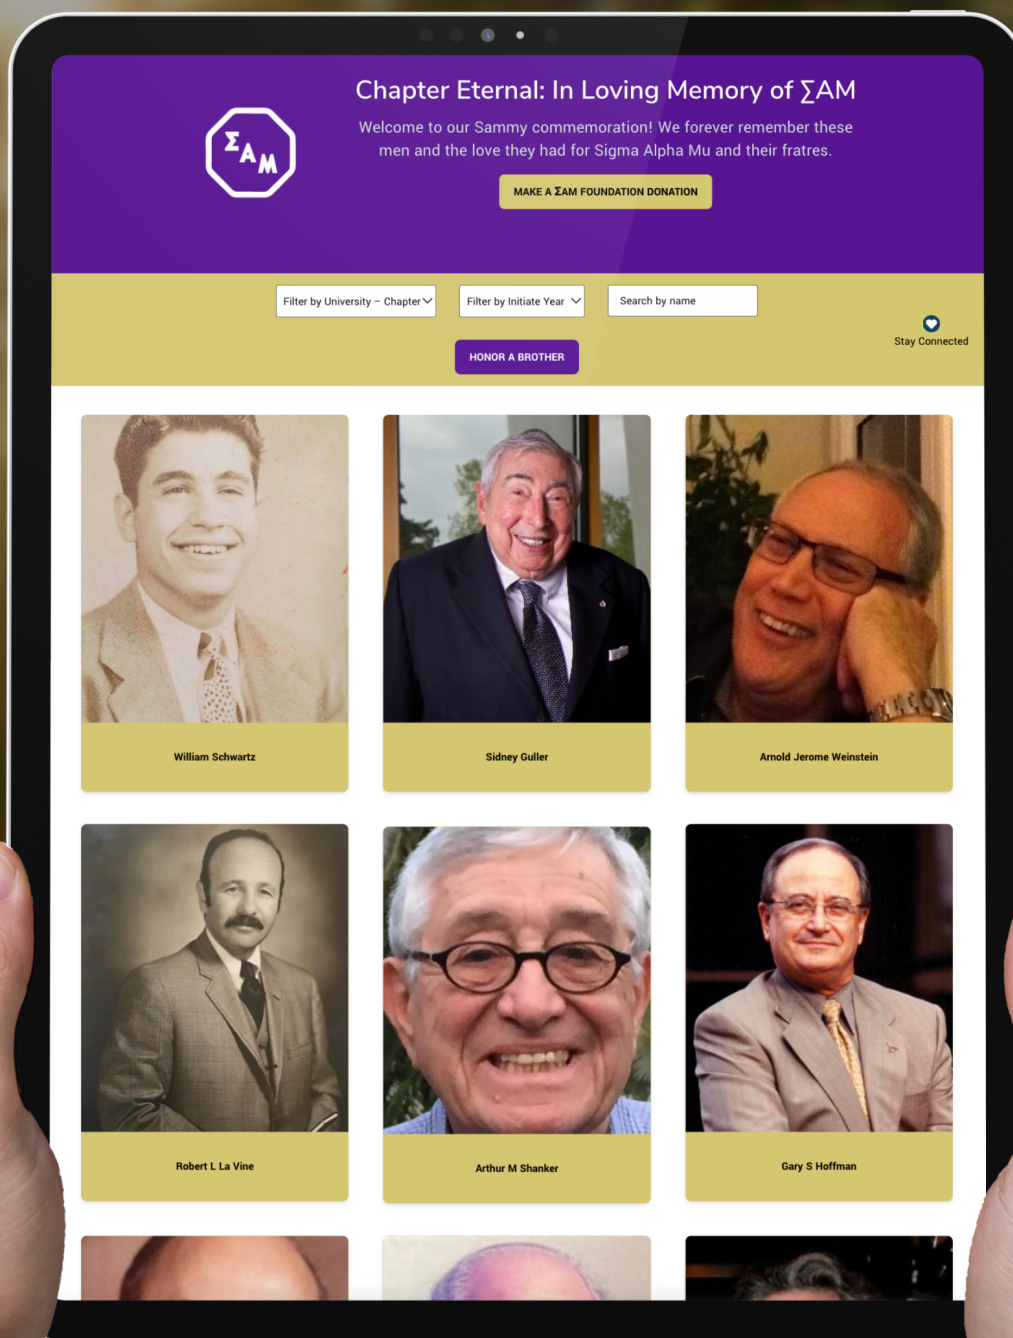 ΣAM
Chapter Eternal: In Loving Memory of ∑AM
Welcome to our Sammy commemoration! We forever remember these
men and the love they had for Sigma Alpha Mu and their fratres.
MAKE A ΣAM FOUNDATION DONATION
Filter by University – Chapter
Filter by Initiate Year
Search by name
Stay Connected
HONOR A BROTHER
William Schwartz
Sidney Guller
Arnold Jerome Weinstein
Robert L La Vine
Arthur M Shanker
Gary S Hoffman